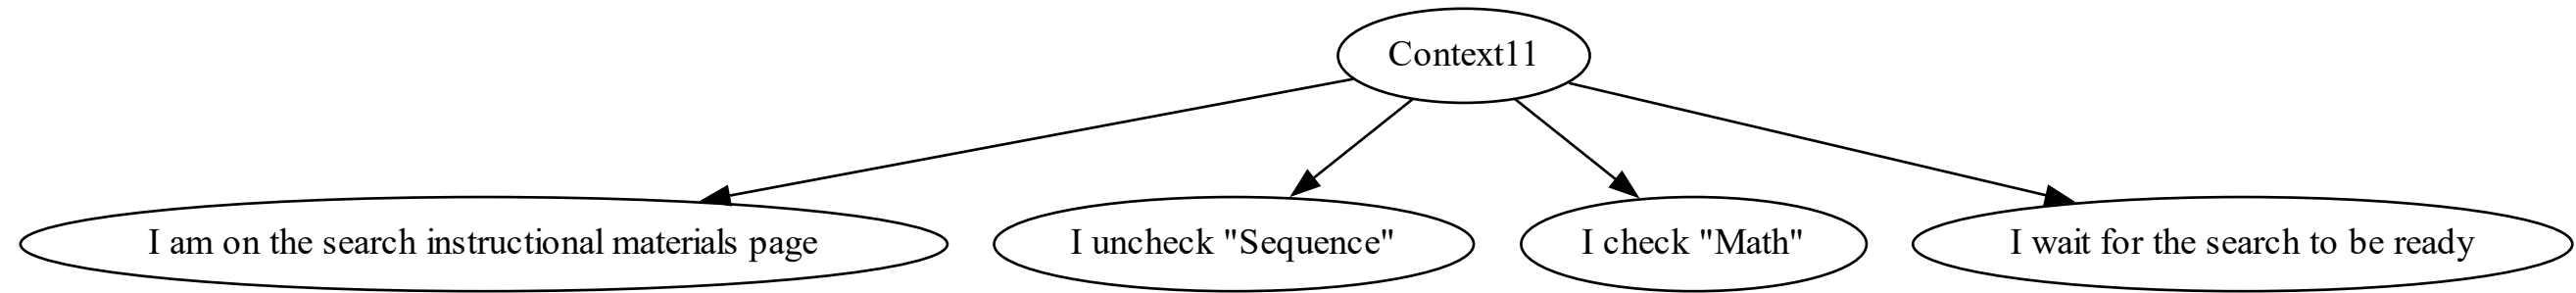 Context11
I am on the search instructional materials page
I uncheck "Sequence"
I check "Math"
I wait for the search to be ready